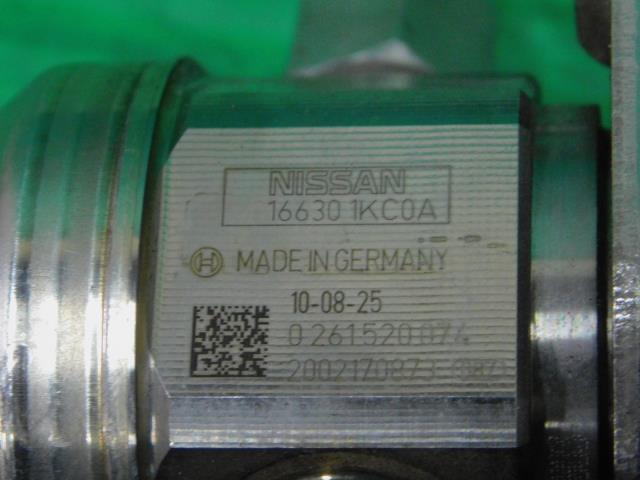 NISSAN
16630 1KC0A
MADE IN GERMANY
10-08-25
0 261 520 074